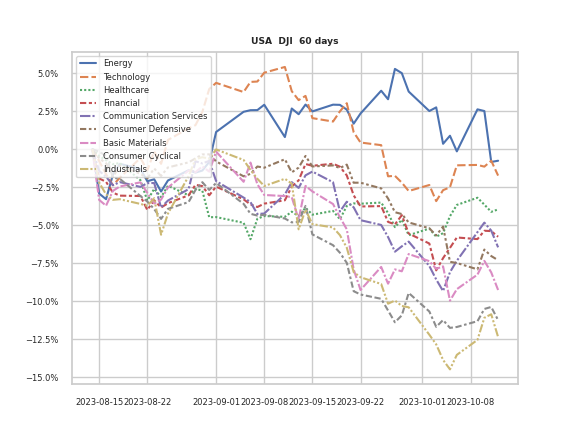 USA DJI 60 days
Energy
Technology
Healthcare
Financial
Communication Services
Consumer Defensive
Basic Materials
Consumer Cyclical
Industrials
5.0%
2.5%
0.0%
−2.5%
−5.0%
−7.5%
−10.0%
−12.5%
−15.0%
2023-08-15 2023-08-22 2023-09-01 2023-09-08 2023-09-15 2023-09-22 2023-10-01 2023-10-08